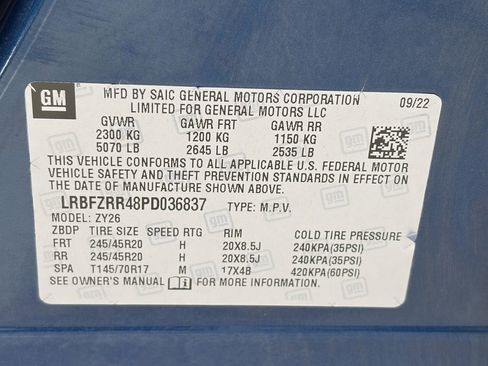 GM
MFD BY SAIC GENERAL MOTORS CORPORATION
LIMITED FOR GENERAL MOTORS LLC
09/22
GVWR GAWR FRT GAWR RR
2300 KG 1200 KG 1150 KG
5070 LB 2645 LB 2535 LB
THIS VEHICLE CONFORMS TO ALL APPLICABLE U.S. FEDERAL MOTOR
VEHICLE SAFETY AND THEFT PREVENTION STANDARDS IN EFFECT ON
THE DATE OF MANUFACTURE SHOWN ABOVE.
LRBFZRR48PD036837 TYPE: M.P.V.
MODEL: ZY26
ZBDP TIRE SIZE SPEED RTG RIM COLD TIRE PRESSURE
FRT 245/45R20 H 20X8.5J 240KPA(35PSI)
RR 245/45R20 H 20X8.5J 240KPA(35PSI)
SPA T145/70R17 M 17X4B 420KPA(60PSI)
SEE OWNER'S MANUAL FOR MORE INFORMATION.